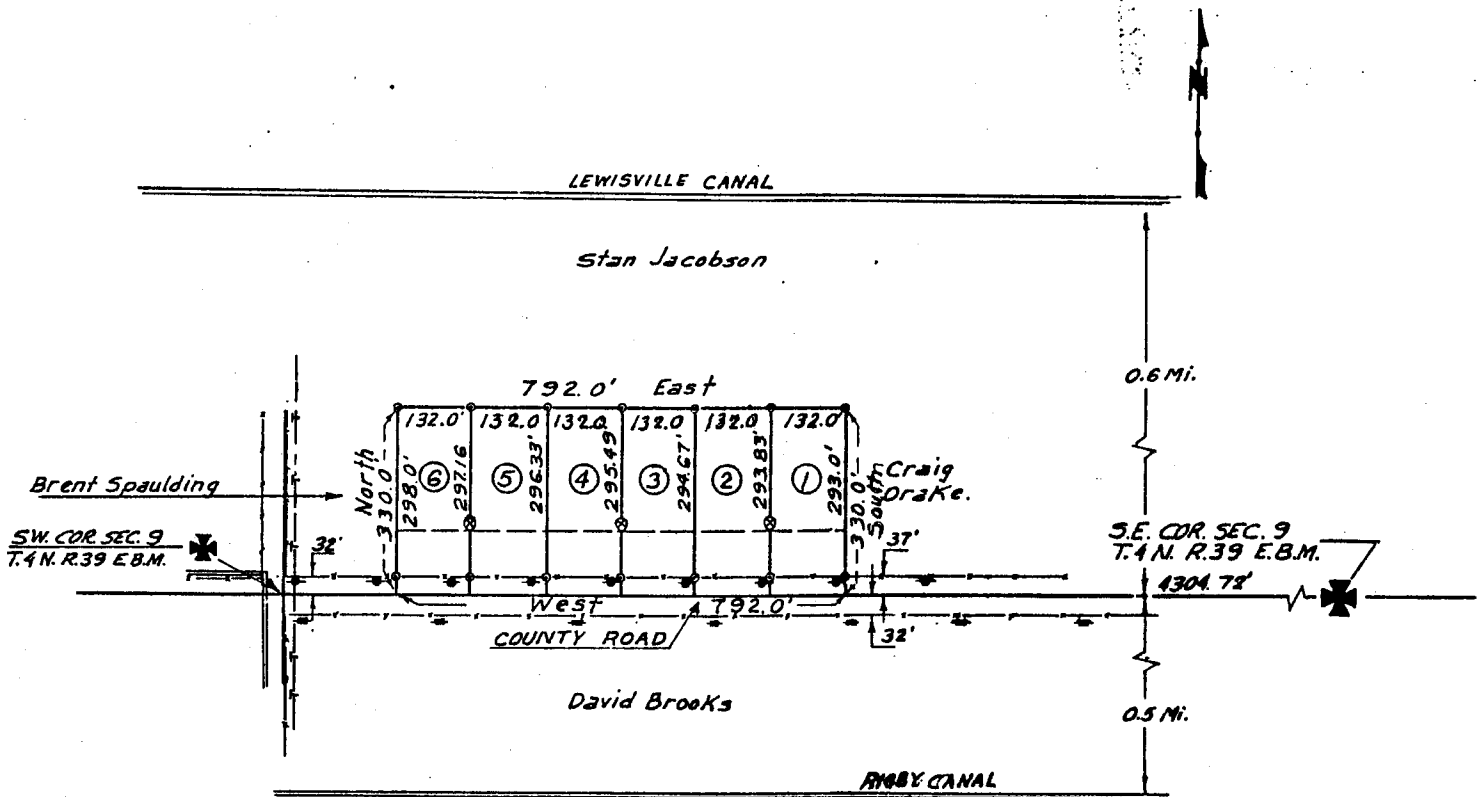 N
LEWISVILLE CANAL
Stan Jacobson
0.6 Mi.
792.0' East
132.0' 132.0 132.0 132.0 132.0 132.0'
North
330.0'
298.0'
6
297.16
5
296.33'
4
295.49'
3
294.67'
2
293.83'
1
293.0'
330.0'
South
Craig
Drake.
Brent Spaulding
SW. COR. SEC. 9
T.4 N. R.39 E.B.M.
32'
37'
S.E. COR. SEC. 9
T.4 N. R.39 E.B.M.
4304.72'
West 792.0'
COUNTY ROAD
32'
David Brooks
0.5 Mi.
RIGBY CANAL